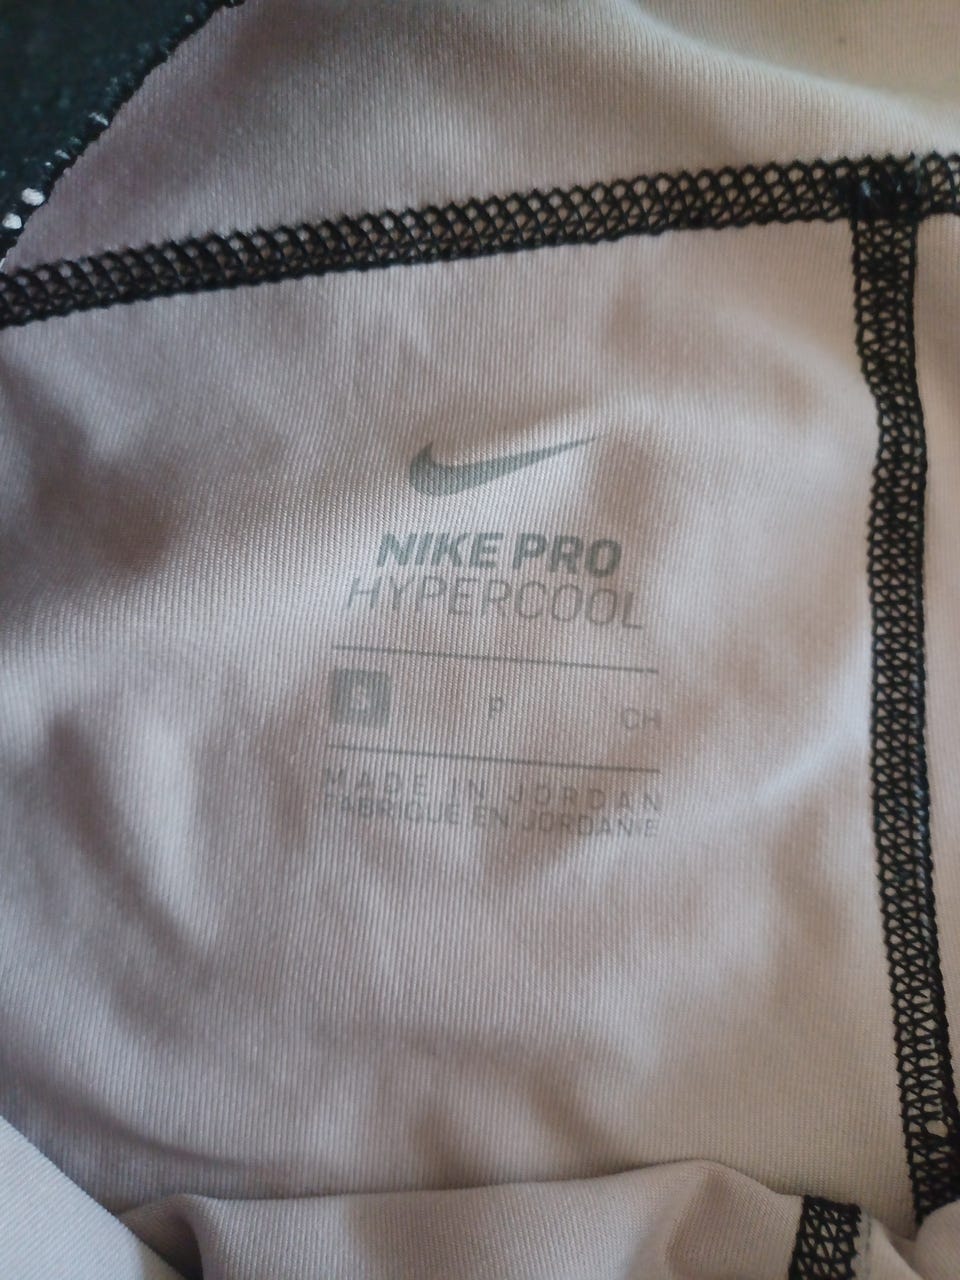 NIKE PRO
HYPERCOOL
S P CH
MADE IN JORDAN
FABRIQUE EN JORDANIE